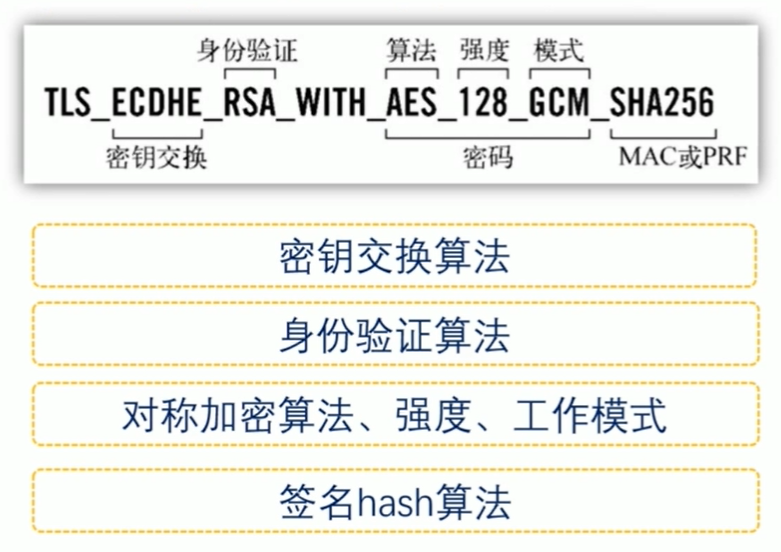 身份验证 算法 强度 模式
TLS_ECDHE_RSA_WITH_AES_128_GCM_SHA256
密钥交换 密码 MAC或PRF
密钥交换算法
身份验证算法
对称加密算法、强度、工作模式
签名hash算法